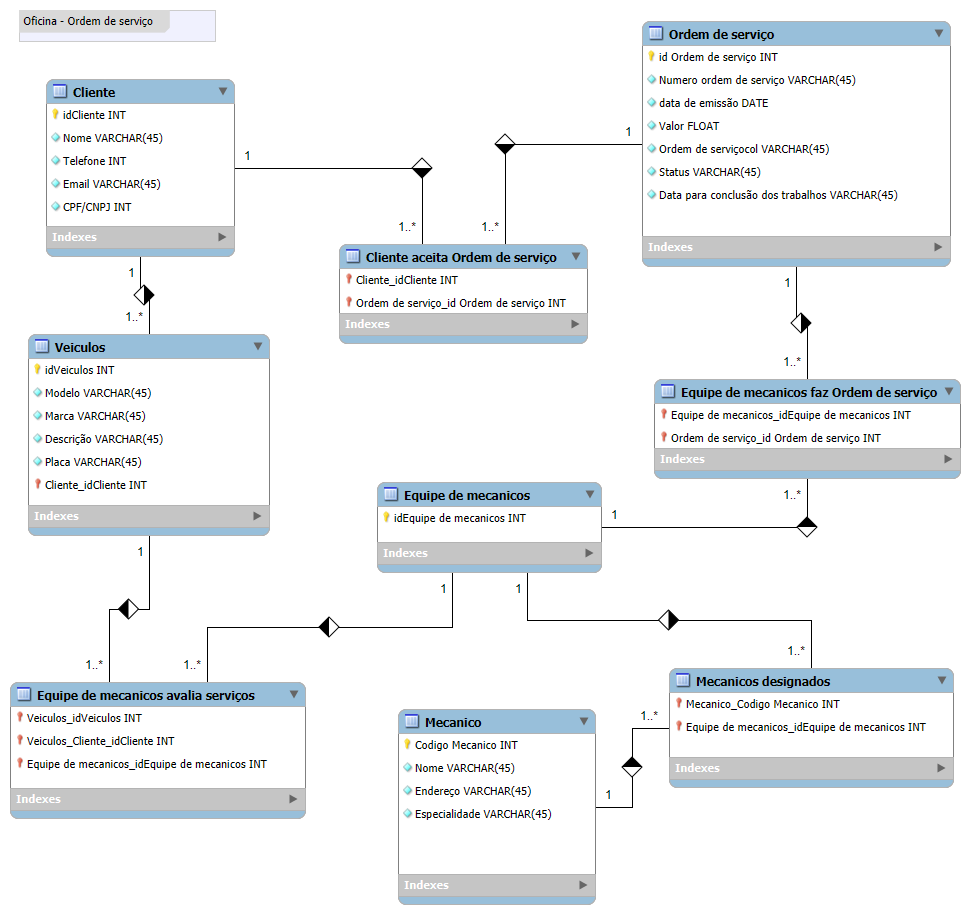 Oficina - Ordem de serviço
Ordem de serviço
id Ordem de serviço INT
Numero ordem de serviço VARCHAR(45)
data de emissão DATE
Valor FLOAT
Ordem de serviçocol VARCHAR(45)
Status VARCHAR(45)
Data para conclusão dos trabalhos VARCHAR(45)
Indexes
Cliente
idCliente INT
Nome VARCHAR(45)
Telefone INT
Email VARCHAR(45)
CPF/CNPJ INT
Indexes
1
1
1..*
1..*
Cliente aceita Ordem de serviço
Cliente_idCliente INT
Ordem de serviço_id Ordem de serviço INT
Indexes
1
1..*
1
1..*
Veiculos
idVeiculos INT
Modelo VARCHAR(45)
Marca VARCHAR(45)
Descrição VARCHAR(45)
Placa VARCHAR(45)
Cliente_idCliente INT
Indexes
Equipe de mecanicos faz Ordem de serviço
Equipe de mecanicos_idEquipe de mecanicos INT
Ordem de serviço_id Ordem de serviço INT
Indexes
1..*
1
Equipe de mecanicos
idEquipe de mecanicos INT
Indexes
1
1
1
1..*
1..*
1..*
Equipe de mecanicos avalia serviços
Veiculos_idVeiculos INT
Veiculos_Cliente_idCliente INT
Equipe de mecanicos_idEquipe de mecanicos INT
Indexes
Mecanicos designados
Mecanico_Codigo Mecanico INT
Equipe de mecanicos_idEquipe de mecanicos INT
Indexes
1..*
1
Mecanico
Codigo Mecanico INT
Nome VARCHAR(45)
Endereço VARCHAR(45)
Especialidade VARCHAR(45)
Indexes